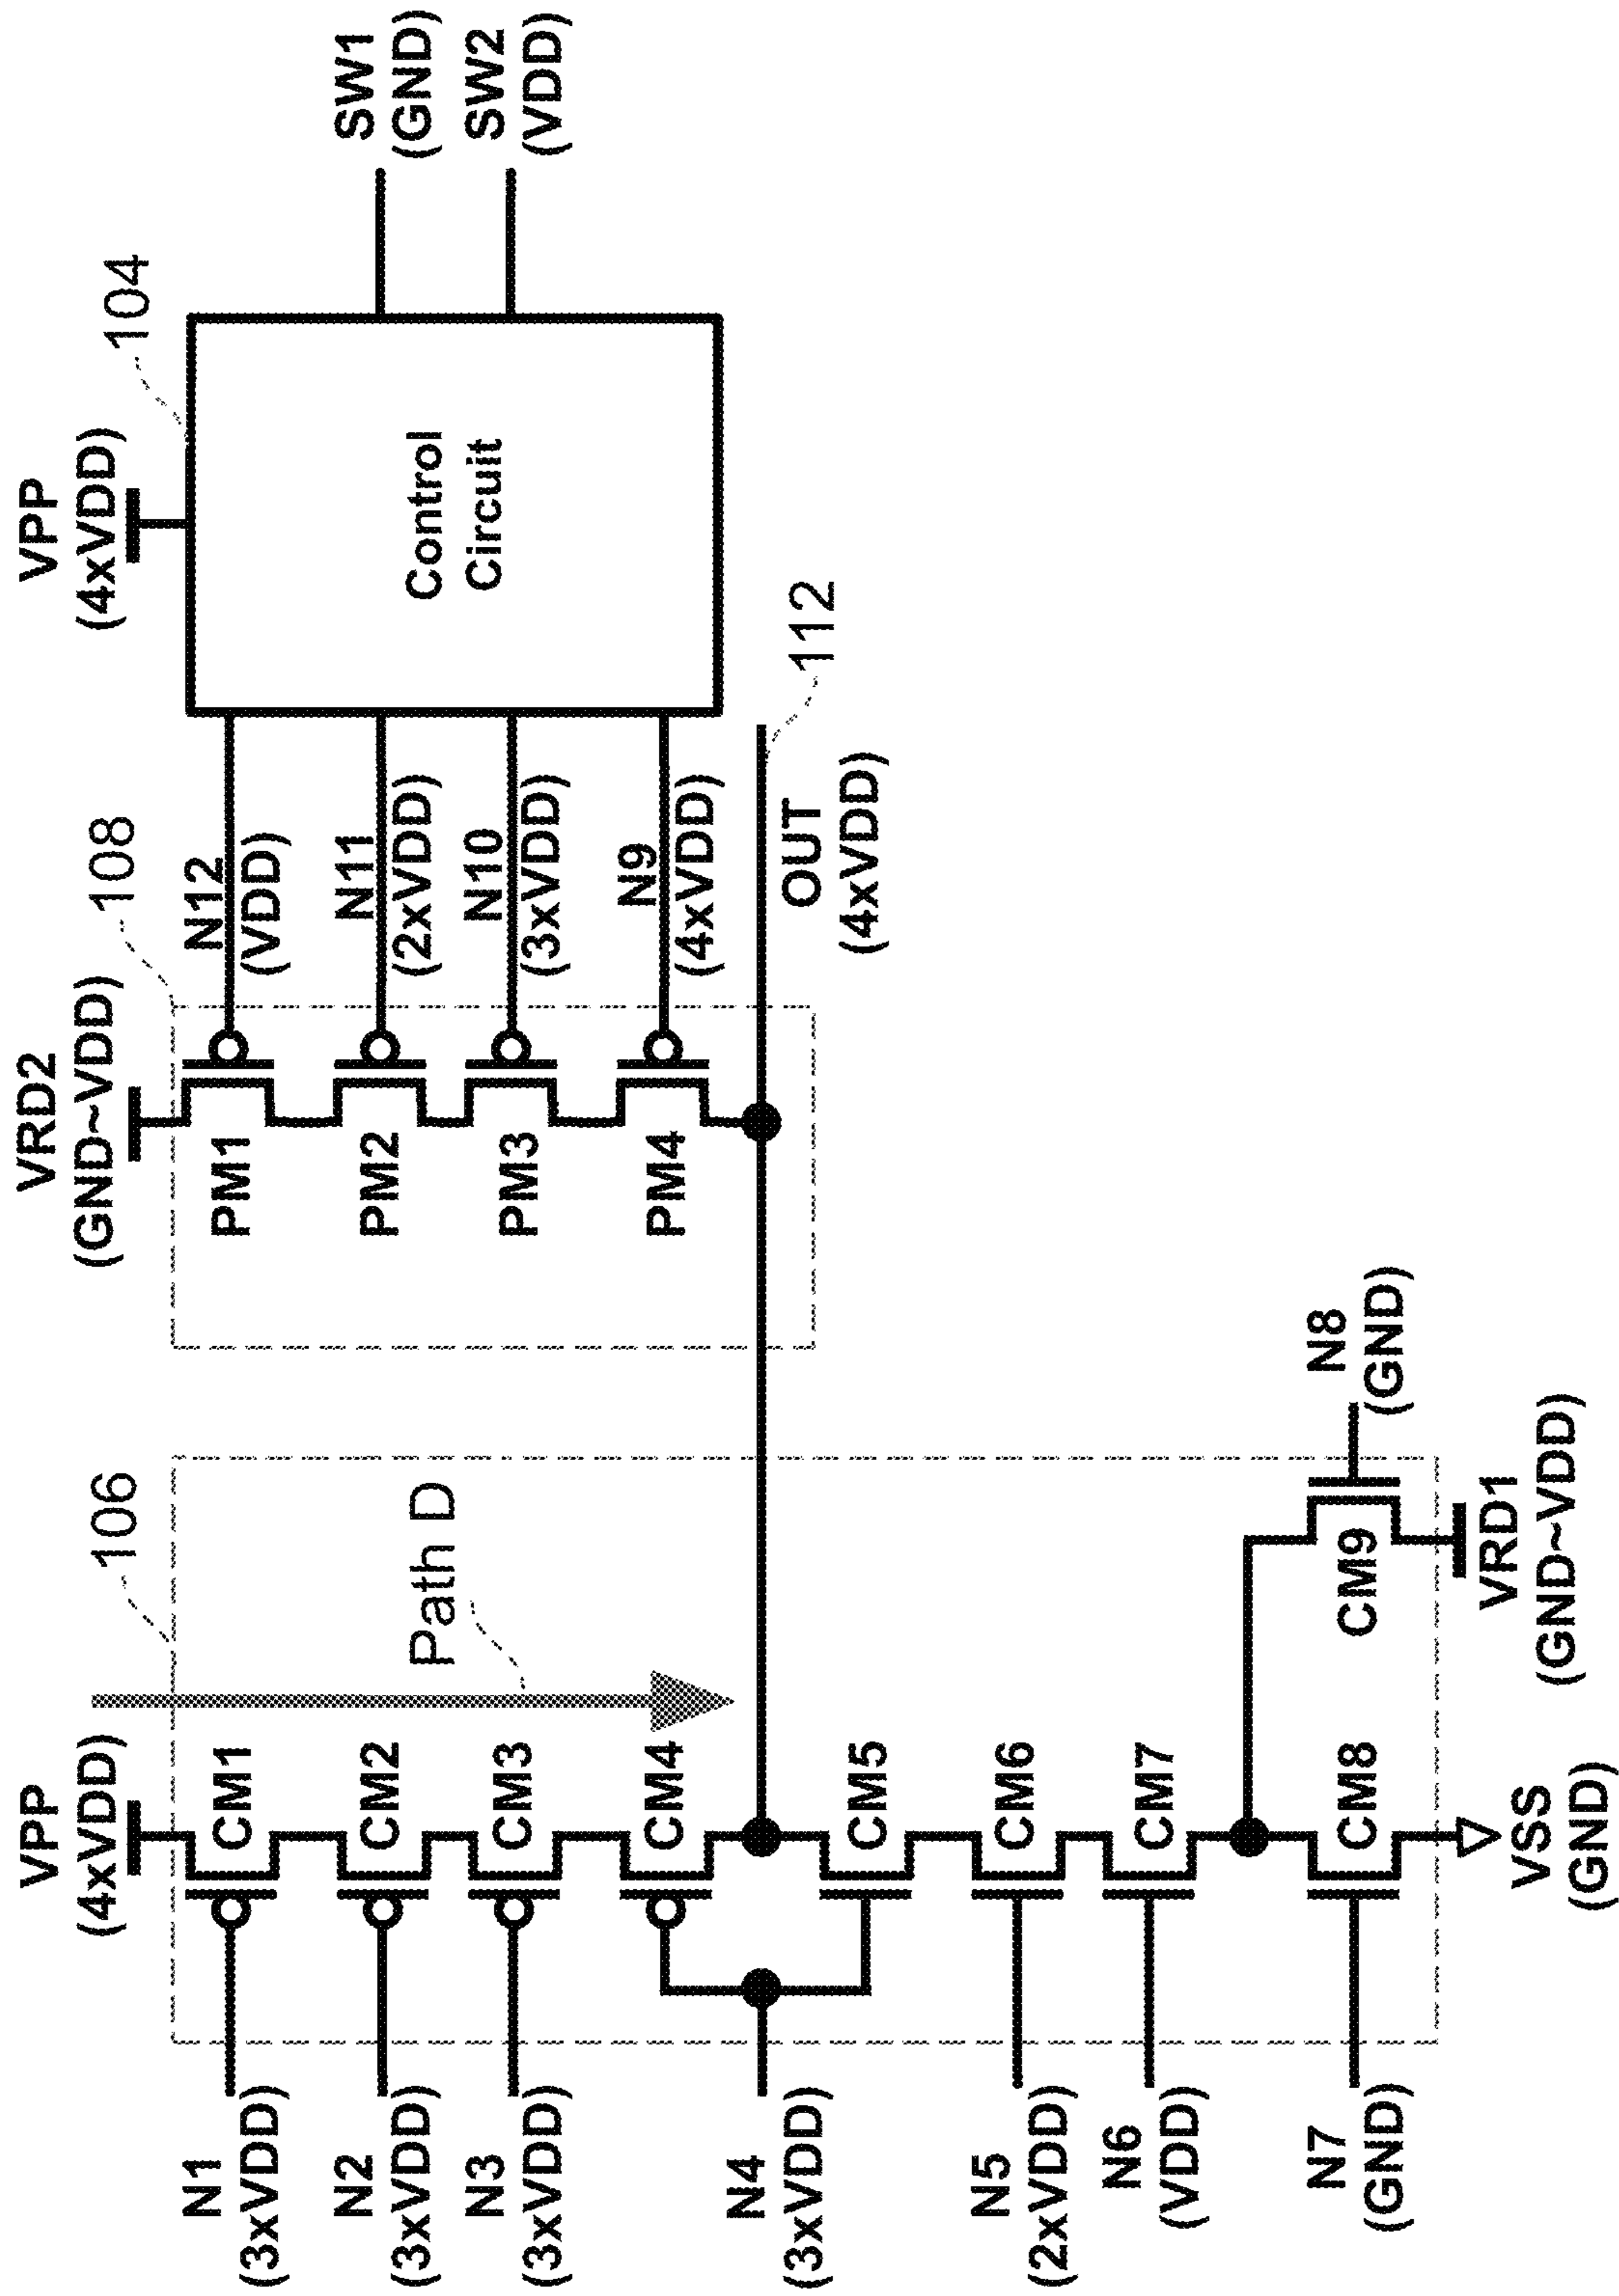 VPP
(4xVDD)
VRD2
(GND~VDD)
VPP
(4xVDD)
106
108
104
N1
(3xVDD)
N2
(3xVDD)
N3
(3xVDD)
N4
(3xVDD)
N5
(2xVDD)
N6
(VDD)
N7
(GND)
CM1
CM2
CM3
CM4
CM5
CM6
CM7
CM8
Path D
CM9
N8
(GND)
VRD1
(GND~VDD)
VSS
(GND)
PM1
PM2
PM3
PM4
N12
(VDD)
N11
(2xVDD)
N10
(3xVDD)
N9
(4xVDD)
OUT
(4xVDD)
112
Control
Circuit
SW1
(GND)
SW2
(VDD)